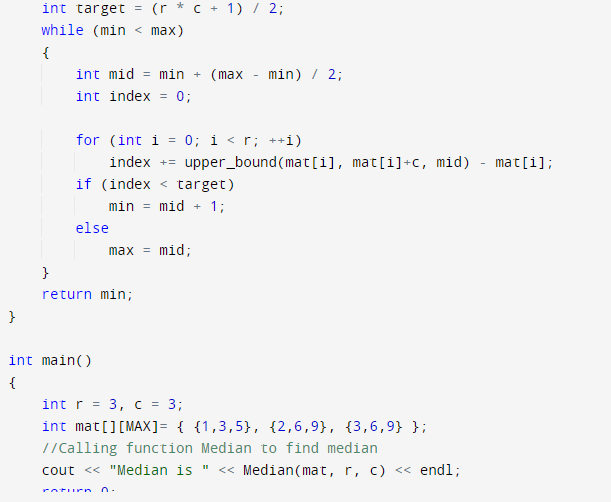 int target = (r * c + 1) / 2;
while (min < max)
{
int mid = min + (max - min) / 2;
int index = 0;
for (int i = 0; i < r; ++i)
index += upper_bound(mat[i], mat[i]+c, mid) - mat[i];
if (index < target)
min = mid + 1;
else
max = mid;
}
return min;
}
int main()
{
int r = 3, c = 3;
int mat[][MAX]= { {1,3,5}, {2,6,9}, {3,6,9} };
//Calling function Median to find median
cout << "Median is " << Median(mat, r, c) << endl;
return 0;